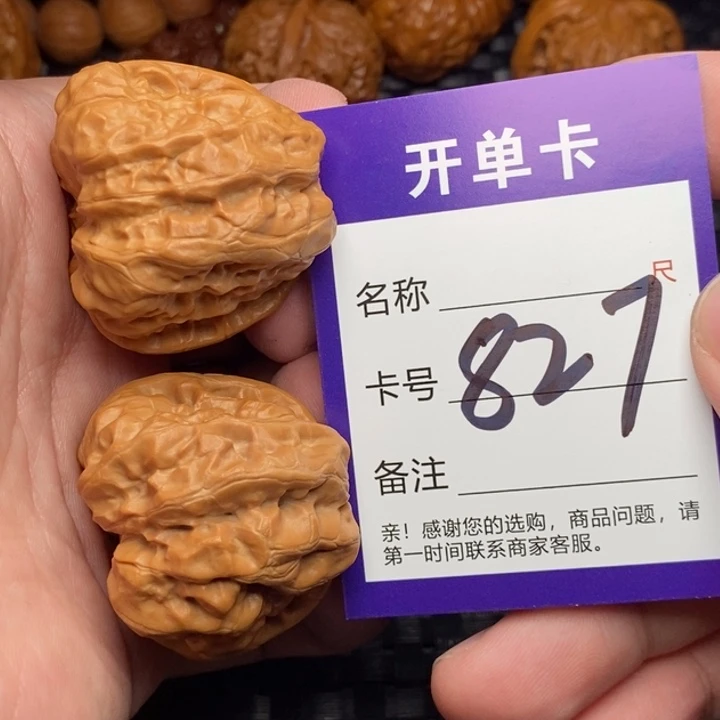 开单卡
名称
尺
卡号 827
备注
亲！感谢您的选购，商品问题，请
第一时间联系商家客服。